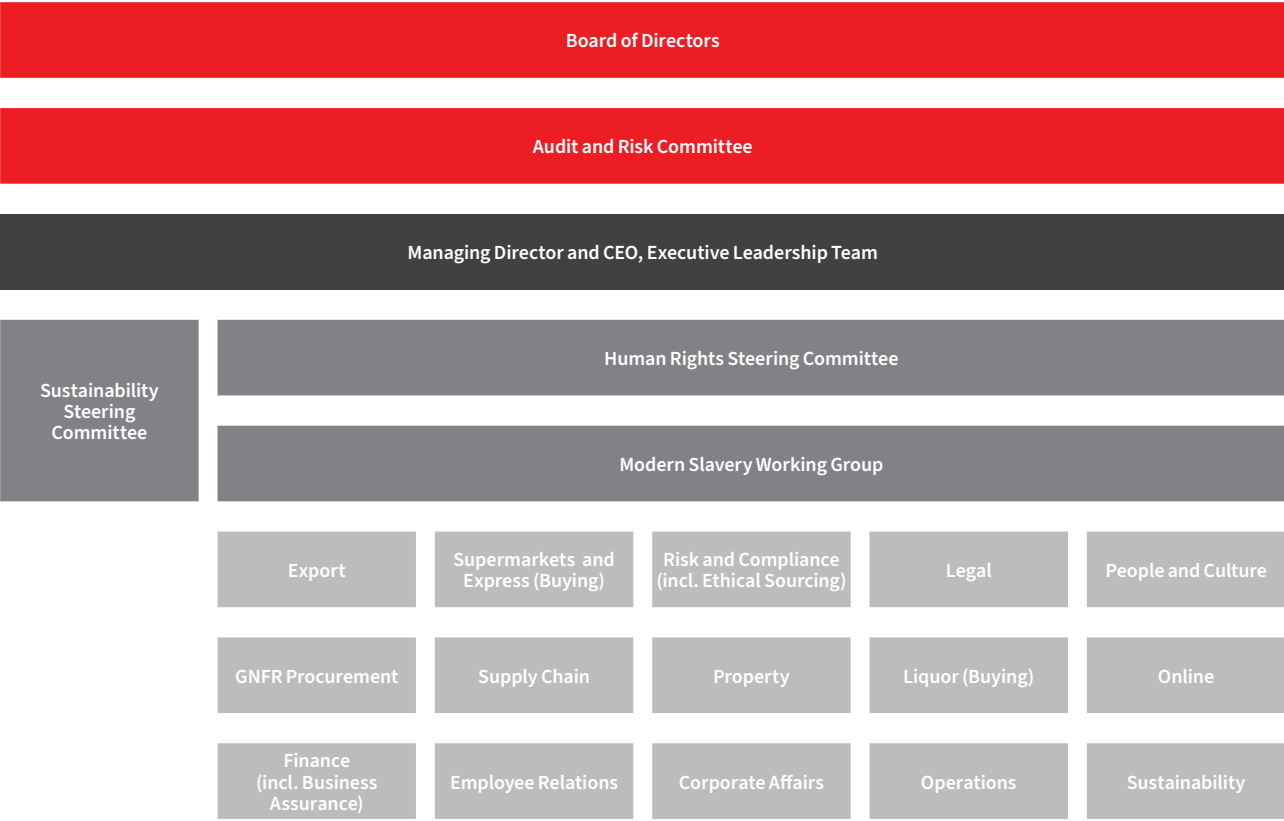 Board of Directors
Audit and Risk Committee
Managing Director and CEO, Executive Leadership Team
Sustainability
Steering
Committee
Human Rights Steering Committee
Modern Slavery Working Group
Export
Supermarkets and
Express (Buying)
Risk and Compliance
(incl. Ethical Sourcing)
Legal
People and Culture
GNFR Procurement
Supply Chain
Property
Liquor (Buying)
Online
Finance
(incl. Business
Assurance)
Employee Relations
Corporate Affairs
Operations
Sustainability